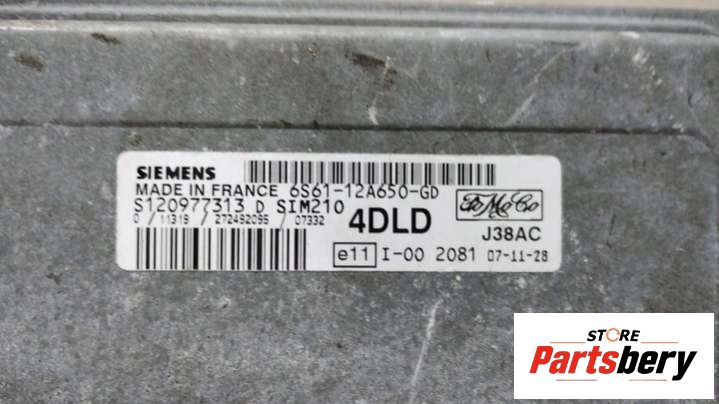 SIEMENS
MADE IN FRANCE 6S61-12A650-GD
S120977313 D SIM210
0 / 11319 / 272492095 / 07332
4DLD
FoMoCo
J38AC
e11 I-00 2081 07-11-28
STORE
Partsbery